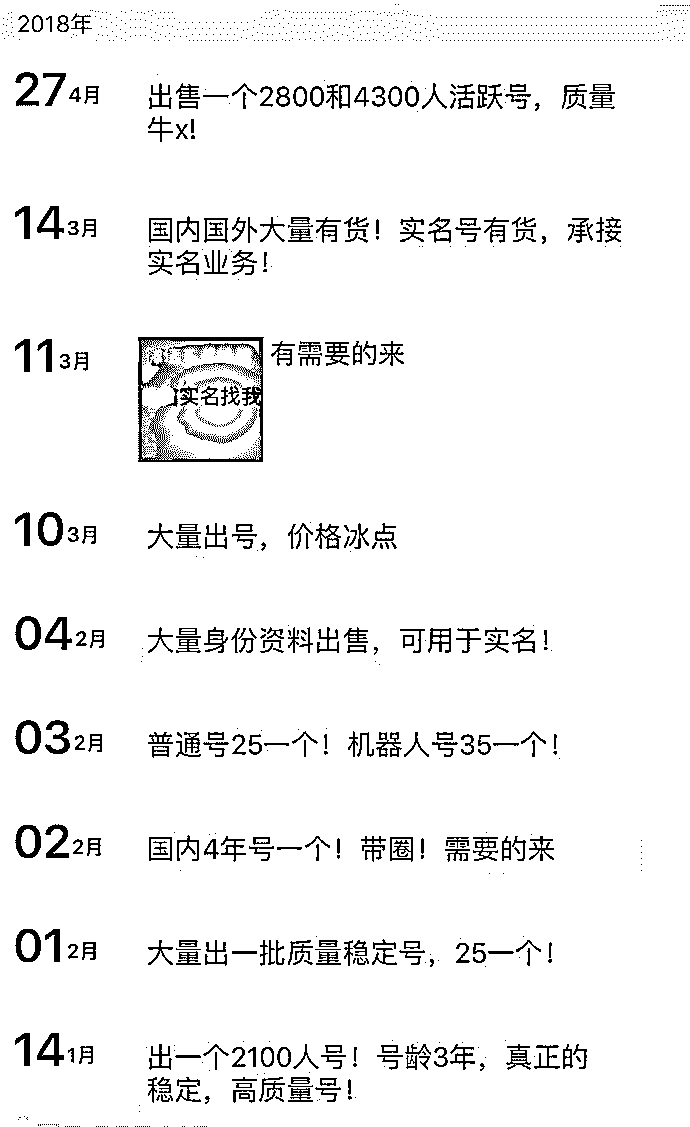 2018年
27 4月
出售一个2800和4300人活跃号，质量
牛x!
14 3月
国内国外大量有货！实名号有货，承接
实名业务！
11 3月
实名找我
有需要的来
10 3月
大量出号，价格冰点
04 2月
大量身份资料出售，可用于实名！
03 2月
普通号25一个！机器人号35一个！
02 2月
国内4年号一个！带圈！需要的来
01 2月
大量出一批质量稳定号，25一个！
14 1月
出一个2100人号！号龄3年，真正的
稳定，高质量号！